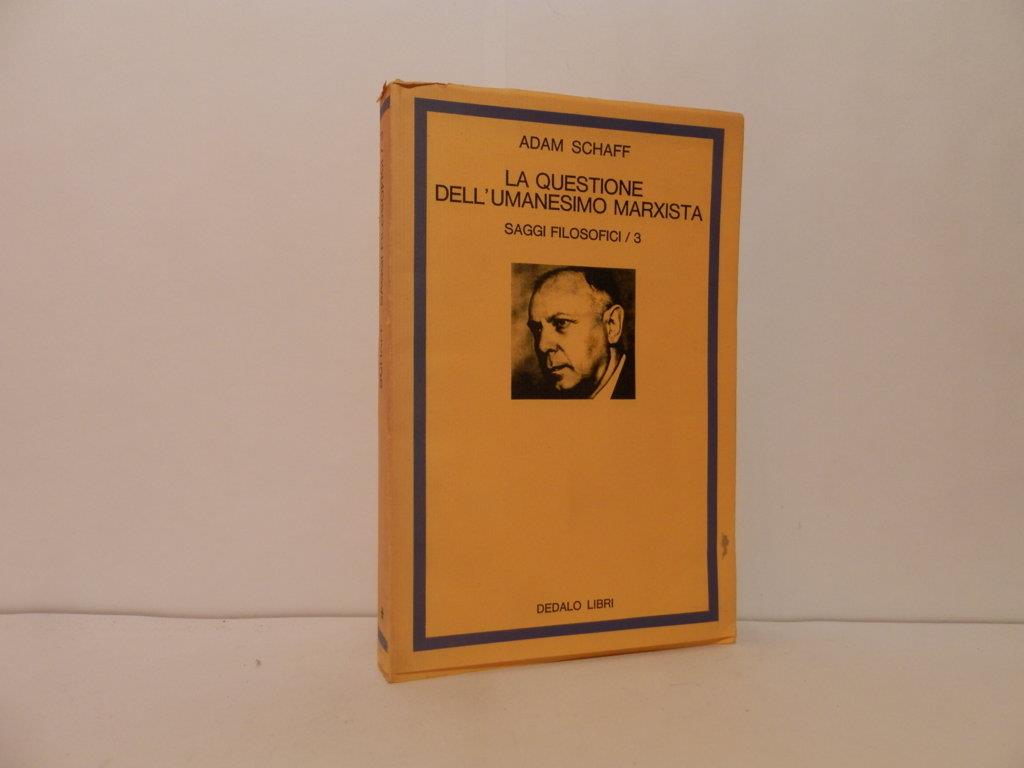 ADAM SCHAFF
LA QUESTIONE
DELL'UMANESIMO MARXISTA
SAGGI FILOSOFICI / 3
DEDALO LIBRI